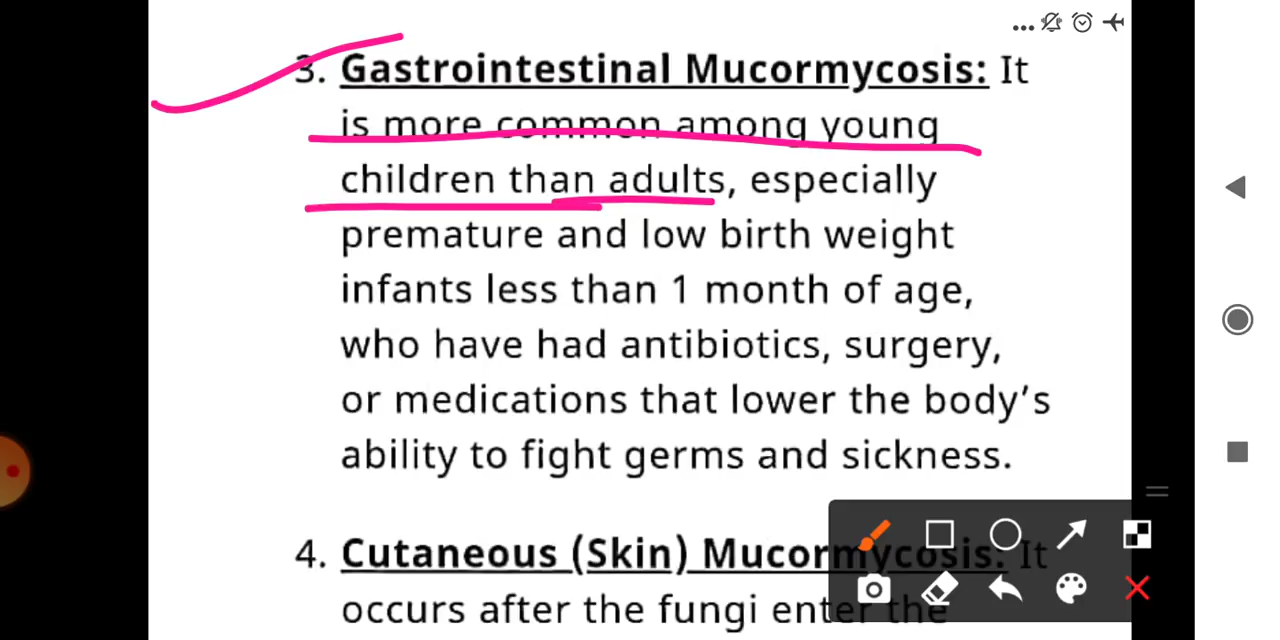 3. Gastrointestinal Mucormycosis: It
is more common among young
children than adults, especially
premature and low birth weight
infants less than 1 month of age,
who have had antibiotics, surgery,
or medications that lower the body’s
ability to fight germs and sickness.
4. Cutaneous (Skin) Mucormycosis: It
occurs after the fungi enter the